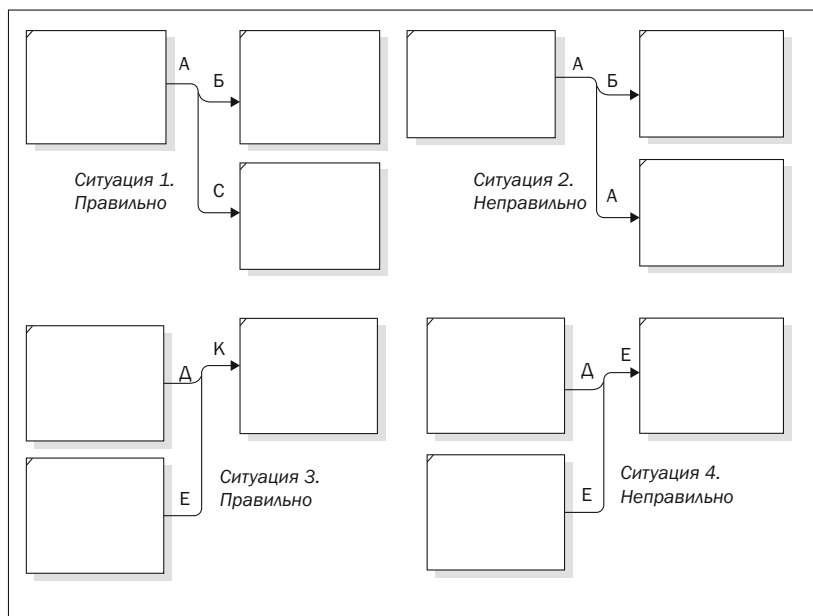 А
Б
Ситуация 1.
Правильно
С
А
Б
Ситуация 2.
Неправильно
А
Д
К
Е
Ситуация 3.
Правильно
Д
Е
Е
Ситуация 4.
Неправильно